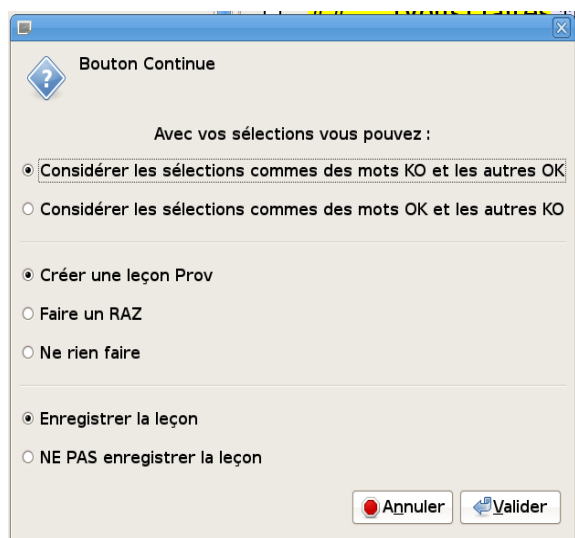 Bouton Continue
Avec vos sélections vous pouvez :
Considérer les sélections commes des mots KO et les autres OK
Considérer les sélections commes des mots OK et les autres KO
Créer une leçon Prov
Faire un RAZ
Ne rien faire
Enregistrer la leçon
NE PAS enregistrer la leçon
Annuler Valider